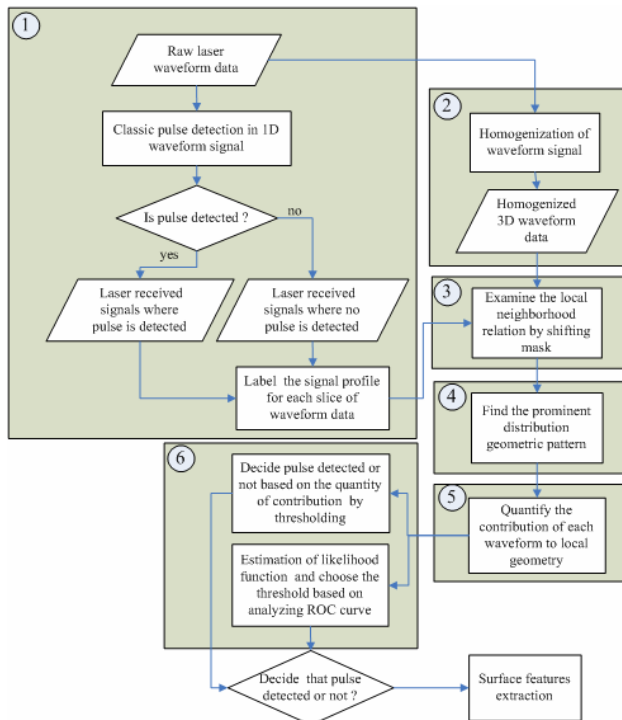 1
Raw laser
waveform data
Classic pulse detection in 1D
waveform signal
Is pulse detected ?
no
yes
Laser received
signals where
pulse is detected
Laser received
signals where no
pulse is detected
Label the signal profile
for each slice of
waveform data
2
Homogenization of
waveform signal
Homogenized
3D waveform
data
3
Examine the local
neighborhood
relation by shifting
mask
4
Find the prominent
distribution
geometric pattern
5
Quantify the
contribution of each
waveform to local
geometry
6
Decide pulse detected or
not based on the quantity
of contribution by
thresholding
Estimation of likelihood
function and choose the
threshold based on
analyzing ROC curve
Decide that pulse
detected or not ?
Surface features
extraction